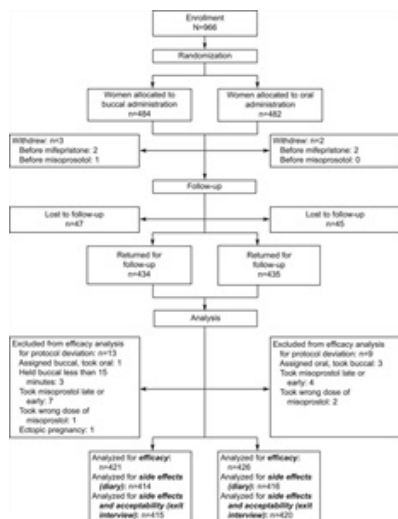 Enrollment
N=966
Randomization
Women allocated to
buccal administration
n=484
Women allocated to oral
administration
n=482
Withdrew: n=3
Before mifepristone: 2
Before misoprosotol: 1
Withdrew: n=2
Before mifepristone: 2
Before misoprosotol: 0
Follow-up
Lost to follow-up
n=47
Lost to follow-up
n=45
Returned for
follow-up
n=434
Returned for
follow-up
n=435
Analysis
Excluded from efficacy analysis
for protocol deviation: n=13
Assigned buccal, took oral: 1
Held buccal less than 15
minutes: 3
Took misoprostol late or
early: 7
Took wrong dose of
misoprostol: 1
Ectopic pregnancy: 1
Excluded from efficacy analysis
for protocol deviation: n=9
Assigned oral, took buccal: 3
Took misoprostol late or
early: 4
Took wrong dose of
misoprostol: 2
Analyzed for efficacy:
n=421
Analyzed for side effects
(diary): n=414
Analyzed for side effects
and acceptability (exit
interview): n=415
Analyzed for efficacy:
n=426
Analyzed for side effects
(diary): n=416
Analyzed for side effects
and acceptability (exit
interview): n=420